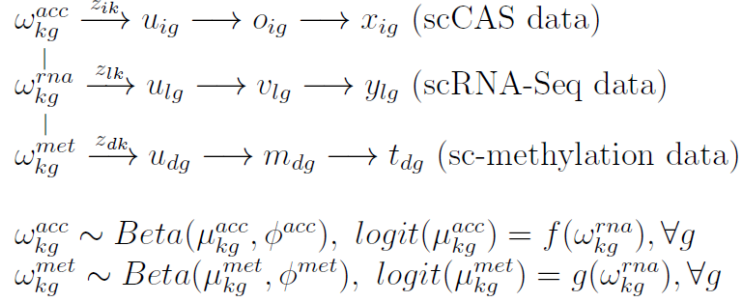 ω_{kg}^{acc} \xrightarrow{z_{ik}} u_{ig} ⟶ o_{ig} ⟶ x_{ig} (scCAS data)
|
ω_{kg}^{rna} \xrightarrow{z_{lk}} u_{lg} ⟶ v_{lg} ⟶ y_{lg} (scRNA-Seq data)
|
ω_{kg}^{met} \xrightarrow{z_{dk}} u_{dg} ⟶ m_{dg} ⟶ t_{dg} (sc-methylation data)
ω_{kg}^{acc} ∼ Beta(μ_{kg}^{acc}, ϕ^{acc}), logit(μ_{kg}^{acc}) = f(ω_{kg}^{rna}), ∀g
ω_{kg}^{met} ∼ Beta(μ_{kg}^{met}, ϕ^{met}), logit(μ_{kg}^{met}) = g(ω_{kg}^{rna}), ∀g